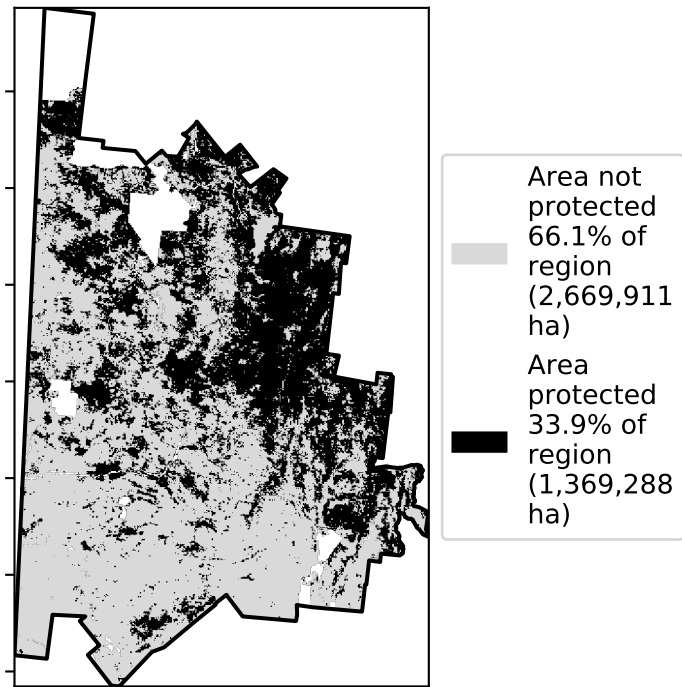 Area not
protected
66.1% of
region
(2,669,911
ha)
Area
protected
33.9% of
region
(1,369,288
ha)